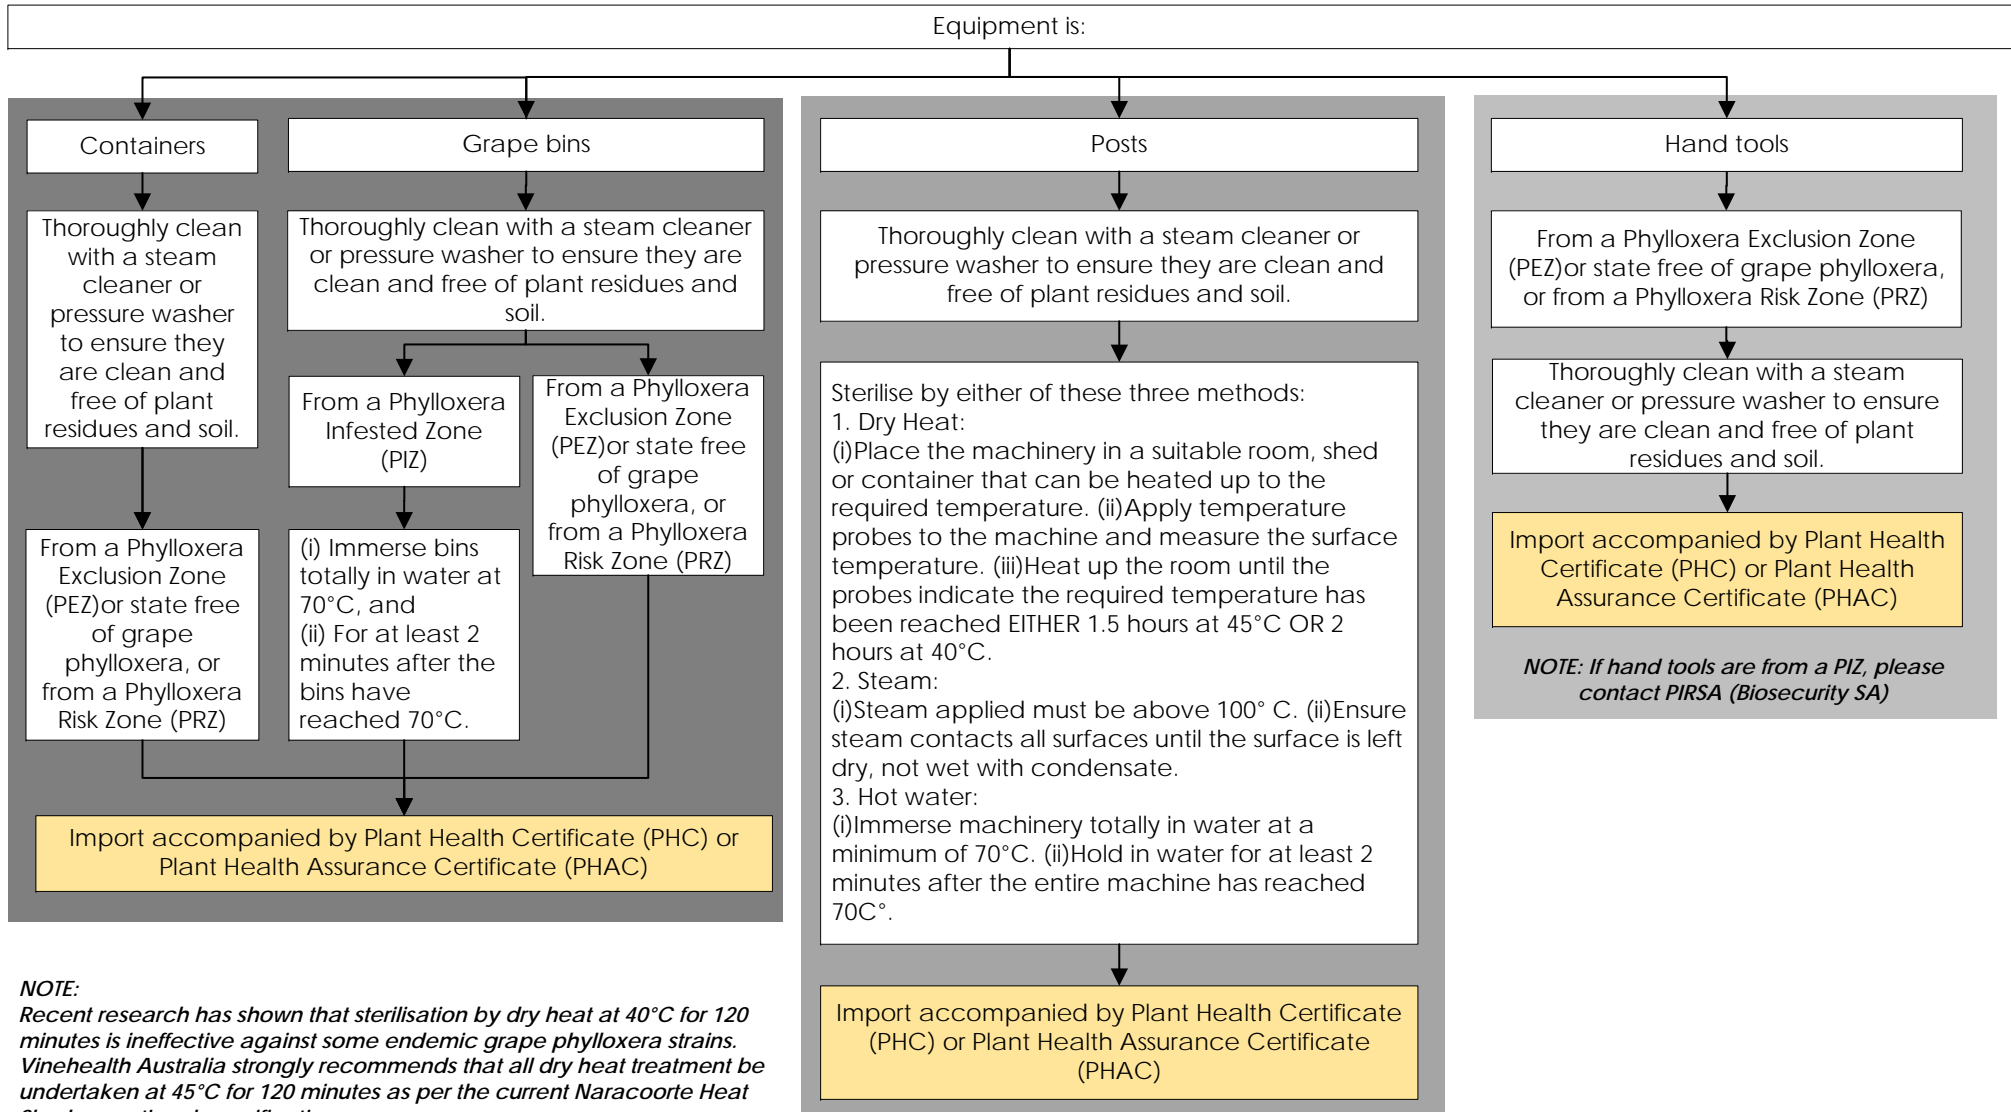 Equipment is:
Containers
Thoroughly clean
with a steam
cleaner or
pressure washer
to ensure they
are clean and
free of plant
residues and soil.
From a Phylloxera
Exclusion Zone
(PEZ)or state free
of grape
phylloxera, or
from a Phylloxera
Risk Zone (PRZ)
Grape bins
Thoroughly clean with a steam cleaner
or pressure washer to ensure they are
clean and free of plant residues and
soil.
From a Phylloxera
Infested Zone
(PIZ)
(i) Immerse bins
totally in water at
70°C, and
(ii) For at least 2
minutes after the
bins have
reached 70°C.
From a Phylloxera
Exclusion Zone
(PEZ)or state free
of grape
phylloxera, or
from a Phylloxera
Risk Zone (PRZ)
Import accompanied by Plant Health Certificate (PHC) or
Plant Health Assurance Certificate (PHAC)
Posts
Thoroughly clean with a steam cleaner or
pressure washer to ensure they are clean and
free of plant residues and soil.
Sterilise by either of these three methods:
1. Dry Heat:
(i)Place the machinery in a suitable room, shed
or container that can be heated up to the
required temperature. (ii)Apply temperature
probes to the machine and measure the surface
temperature. (iii)Heat up the room until the
probes indicate the required temperature has
been reached EITHER 1.5 hours at 45°C OR 2
hours at 40°C.
2. Steam:
(i)Steam applied must be above 100° C. (ii)Ensure
steam contacts all surfaces until the surface is left
dry, not wet with condensate.
3. Hot water:
(i)Immerse machinery totally in water at a
minimum of 70°C. (ii)Hold in water for at least 2
minutes after the entire machine has reached
70C°.
Import accompanied by Plant Health Certificate
(PHC) or Plant Health Assurance Certificate
(PHAC)
Hand tools
From a Phylloxera Exclusion Zone
(PEZ)or state free of grape phylloxera,
or from a Phylloxera Risk Zone (PRZ)
Thoroughly clean with a steam
cleaner or pressure washer to ensure
they are clean and free of plant
residues and soil.
Import accompanied by Plant Health
Certificate (PHC) or Plant Health
Assurance Certificate (PHAC)
NOTE: If hand tools are from a PIZ, please
contact PIRSA (Biosecurity SA)
NOTE:
Recent research has shown that sterilisation by dry heat at 40°C for 120
minutes is ineffective against some endemic grape phylloxera strains.
Vinehealth Australia strongly recommends that all dry heat treatment be
undertaken at 45°C for 120 minutes as per the current Naracoorte Heat